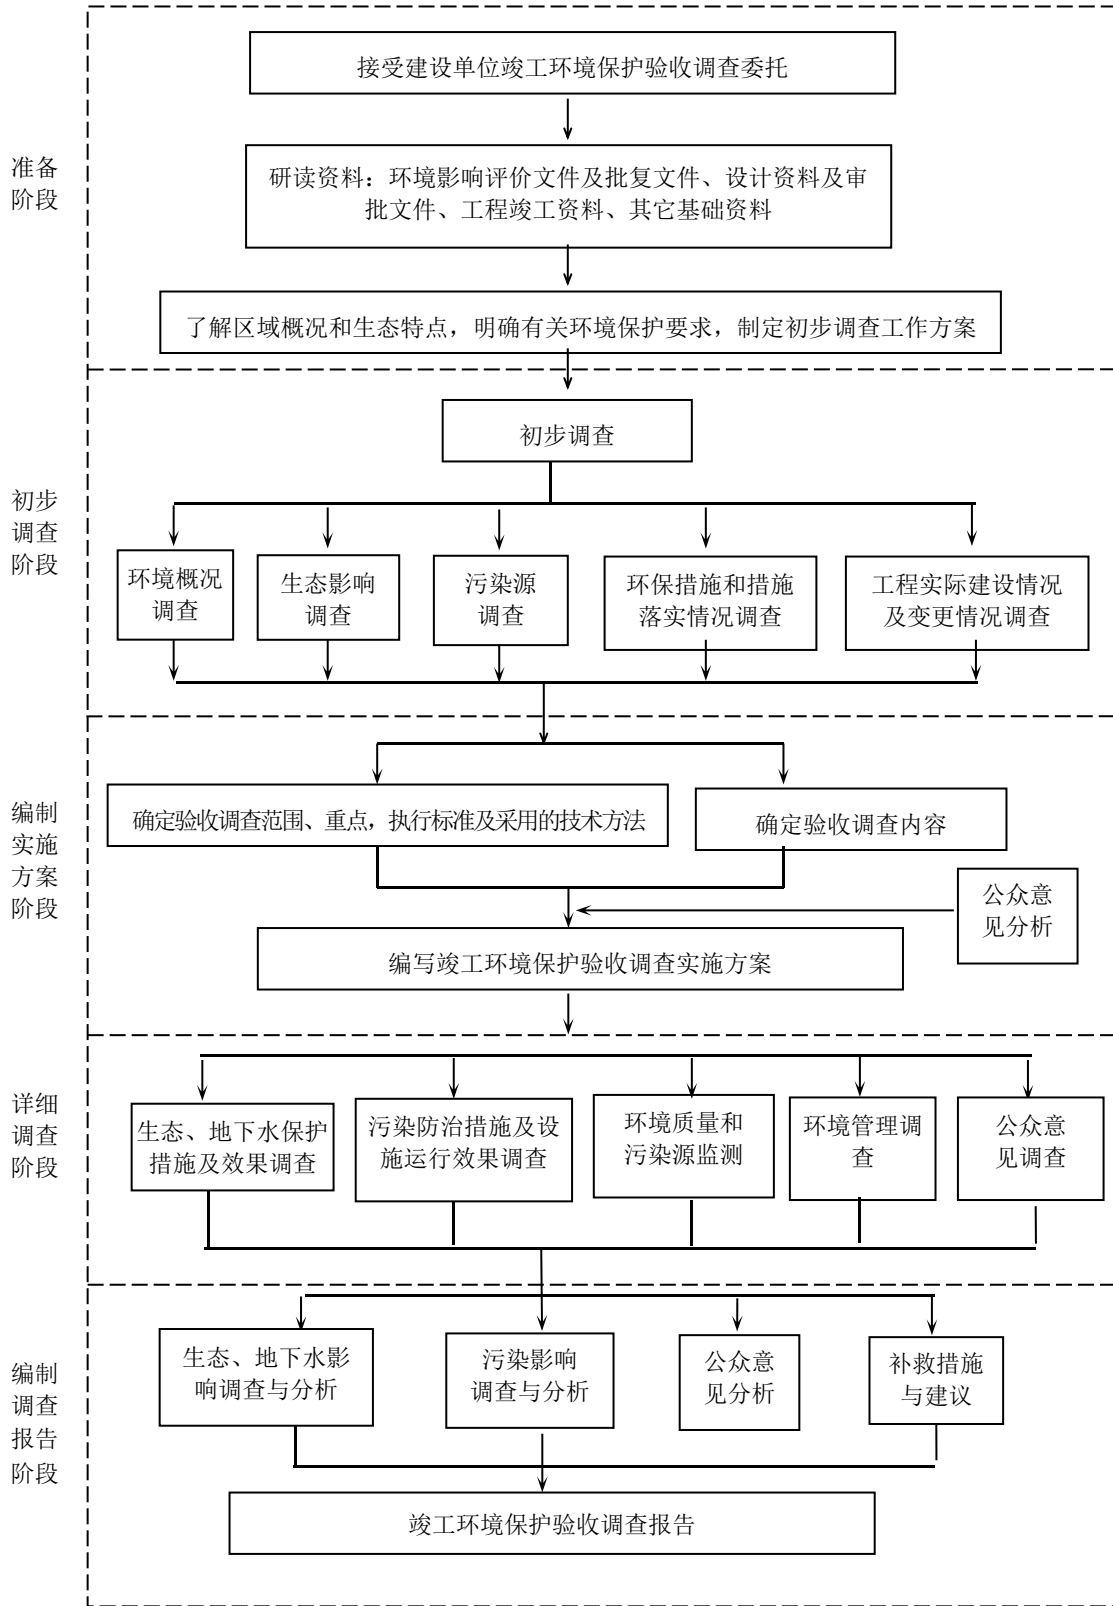 接受建设单位竣工环境保护验收调查委托
准备
阶段
研读资料：环境影响评价文件及批复文件、设计资料及审
批文件、工程竣工资料、其它基础资料
了解区域概况和生态特点，明确有关环境保护要求，制定初步调查工作方案
初步
调查
阶段
初步调查
环境概况
调查
生态影响
调查
污染源
调查
环保措施和措施
落实情况调查
工程实际建设情况
及变更情况调查
编制
实施
方案
阶段
确定验收调查范围、重点，执行标准及采用的技术方法
确定验收调查内容
公众意
见分析
编写竣工环境保护验收调查实施方案
详细
调查
阶段
生态、地下水保护
措施及效果调查
污染防治措施及设
施运行效果调查
环境质量和
污染源监测
环境管理调
查
公众意
见调查
编制
调查
报告
阶段
生态、地下水影
响调查与分析
污染影响
调查与分析
公众意
见分析
补救措施
与建议
竣工环境保护验收调查报告